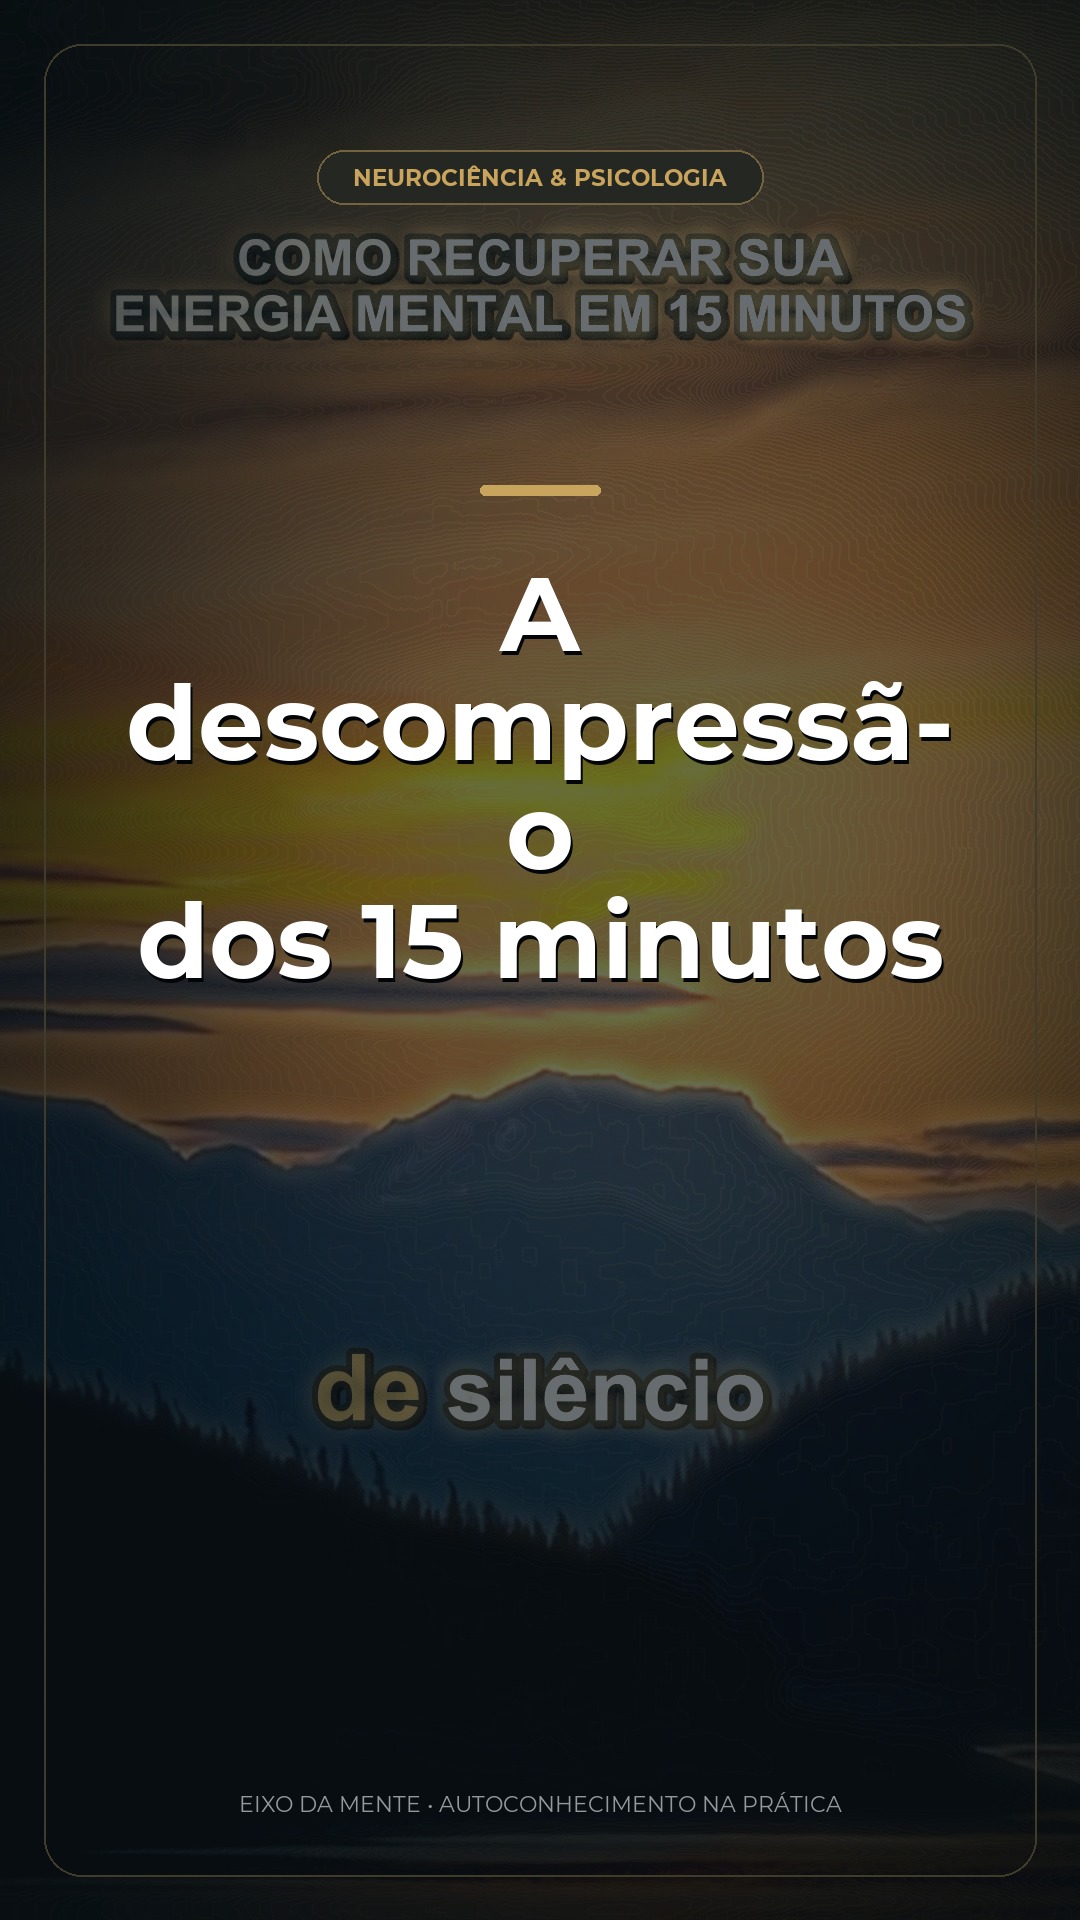 NEUROCIÊNCIA & PSICOLOGIA
COMO RECUPERAR SUA
ENERGIA MENTAL EM 15 MINUTOS
A
descompressã-
o
dos 15 minutos
de silêncio
EIXO DA MENTE • AUTOCONHECIMENTO NA PRÁTICA